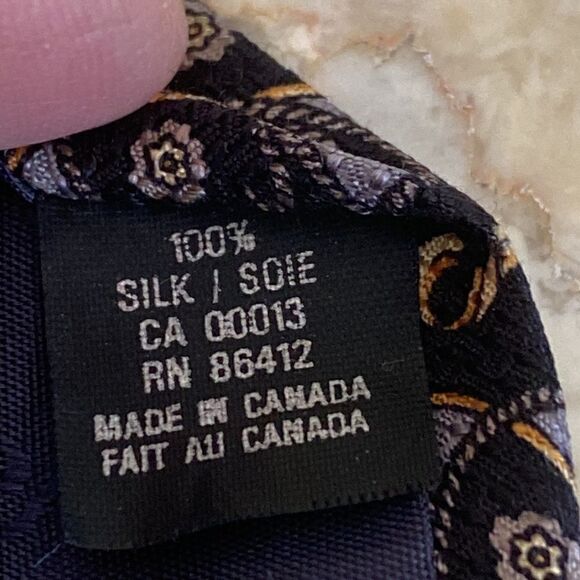 100%
SILK / SOIE
CA 00013
RN 86412
MADE IN CANADA
FAIT AU CANADA